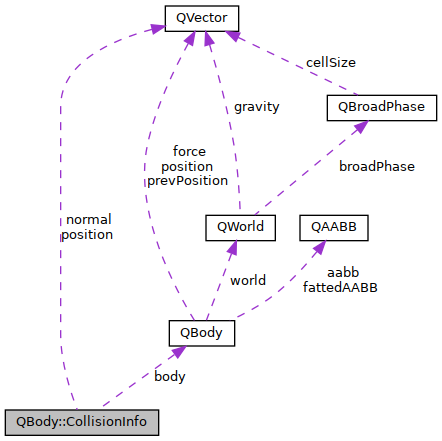 QVector
cellSize
QBroadPhase
gravity
force
position
prevPosition
broadPhase
normal
position
QWorld
QAABB
world
aabb
fattedAABB
QBody
body
QBody::CollisionInfo